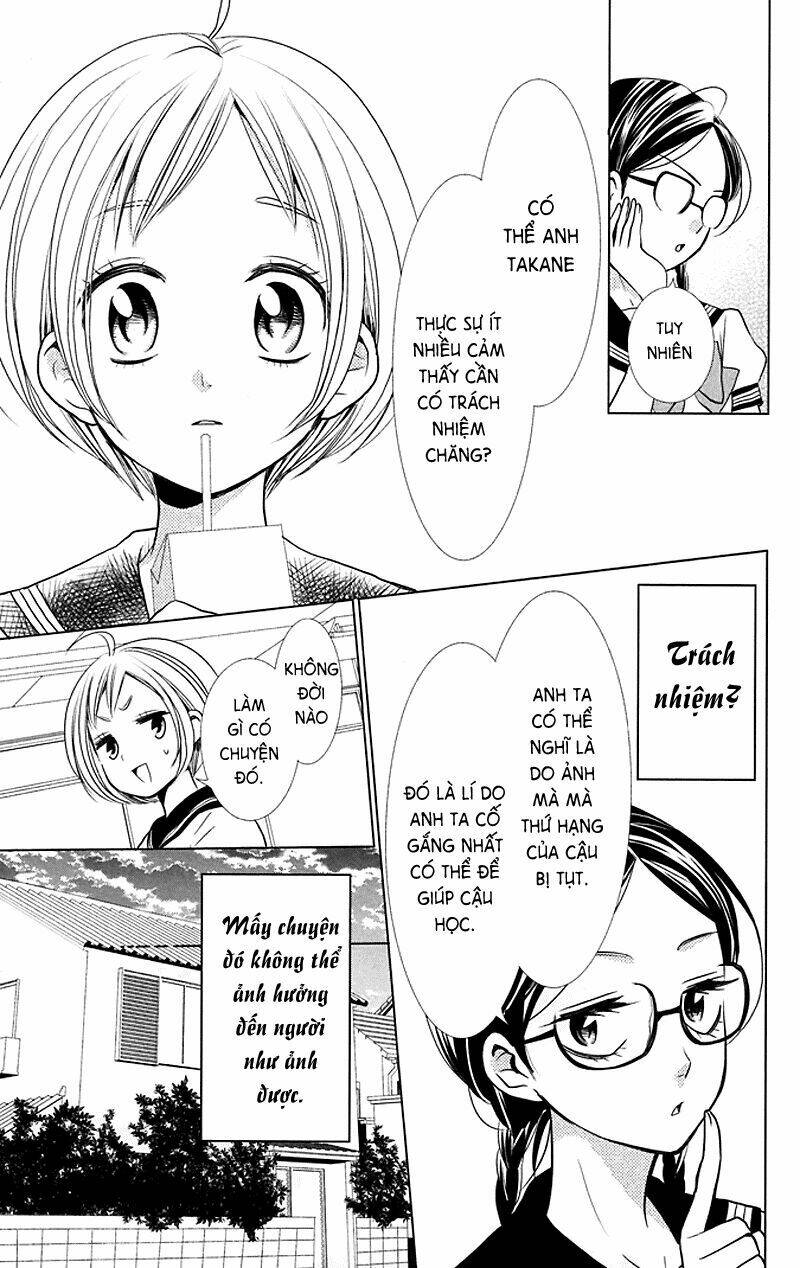 TUY
NHIÊN
CÓ
THỂ ANH
TAKANE
THỰC SỰ ÍT
NHIỀU CẢM
THẤY CẦN
CÓ TRÁCH
NHIỆM
CHĂNG?
Trách
nhiệm?
ANH TA
CÓ THỂ
NGHĨ LÀ
DO ẢNH
MÀ MÀ
THỨ HẠNG
CỦA CẬU
BỊ TỤT.
ĐÓ LÀ LÍ DO
ANH TA CỐ
GẮNG NHẤT
CÓ THỂ ĐỂ
GIÚP CẬU
HỌC.
KHÔNG
ĐỜI
NÀO
LÀM
GÌ CÓ
CHUYỆN
ĐÓ.
Mấy chuyện
đó không thể
ảnh hưởng
đến người
như ảnh
được.